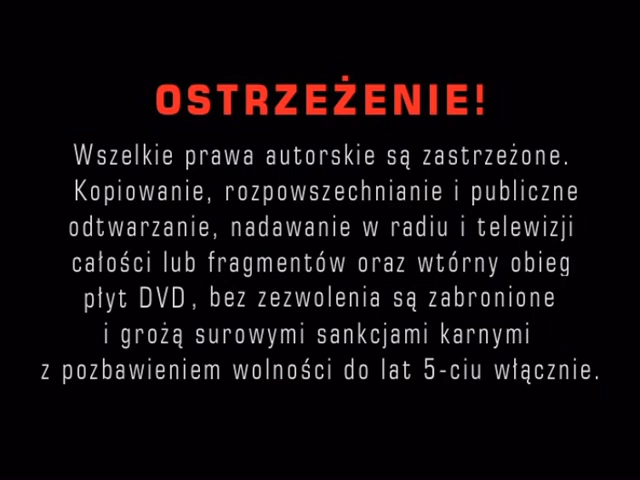 OSTRZEŻENIE!
Wszelkie prawa autorskie są zastrzeżone.
Kopiowanie, rozpowszechnianie i publiczne
odtwarzanie, nadawanie w radiu i telewizji
całości lub fragmentów oraz wtórny obieg
płyt DVD, bez zezwolenia są zabronione
i grożą surowymi sankcjami karnymi
z pozbawieniem wolności do lat 5-ciu włącznie.